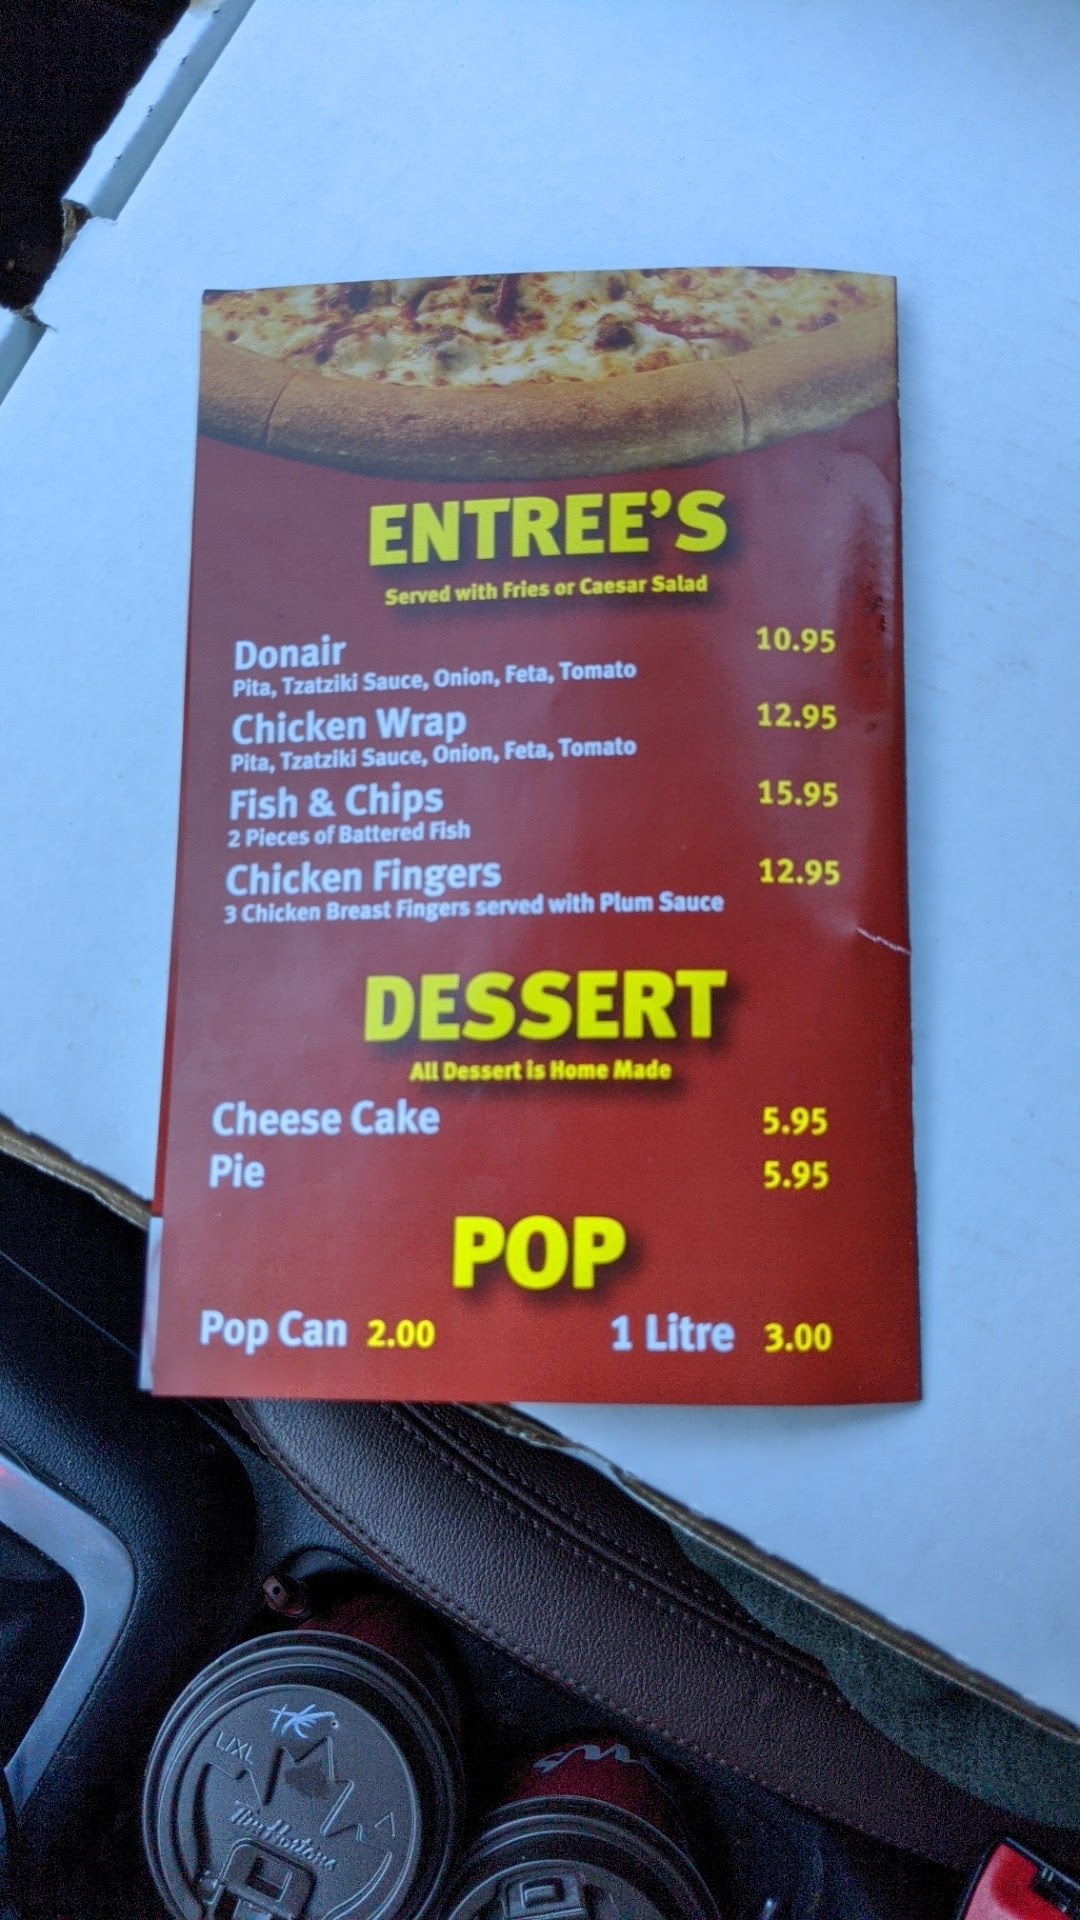 ENTREE'S
Served with Fries or Caesar Salad
Donair 10.95
Pita, Tzatziki Sauce, Onion, Feta, Tomato
Chicken Wrap 12.95
Pita, Tzatziki Sauce, Onion, Feta, Tomato
Fish & Chips 15.95
2 Pieces of Battered Fish
Chicken Fingers 12.95
3 Chicken Breast Fingers served with Plum Sauce
DESSERT
All Dessert is Home Made
Cheese Cake 5.95
Pie 5.95
POP
Pop Can 2.00 1 Litre 3.00
L/XL
Tim Hortons